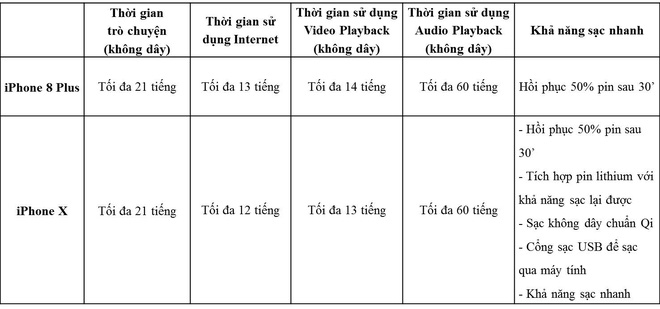 Thời gian
trò chuyện
(không dây)
Thời gian sử
dụng Internet
Thời gian sử dụng
Video Playback
(không dây)
Thời gian sử dụng
Audio Playback
(không dây)
Khả năng sạc nhanh
iPhone 8 Plus
Tối đa 21 tiếng
Tối đa 13 tiếng
Tối đa 14 tiếng
Tối đa 60 tiếng
Hồi phục 50% pin sau 30’
iPhone X
Tối đa 21 tiếng
Tối đa 12 tiếng
Tối đa 13 tiếng
Tối đa 60 tiếng
- Hồi phục 50% pin sau
30’
- Tích hợp pin lithium với
khả năng sạc lại được
- Sạc không dây chuẩn Qi
- Cổng sạc USB để sạc
qua máy tính
- Khả năng sạc nhanh